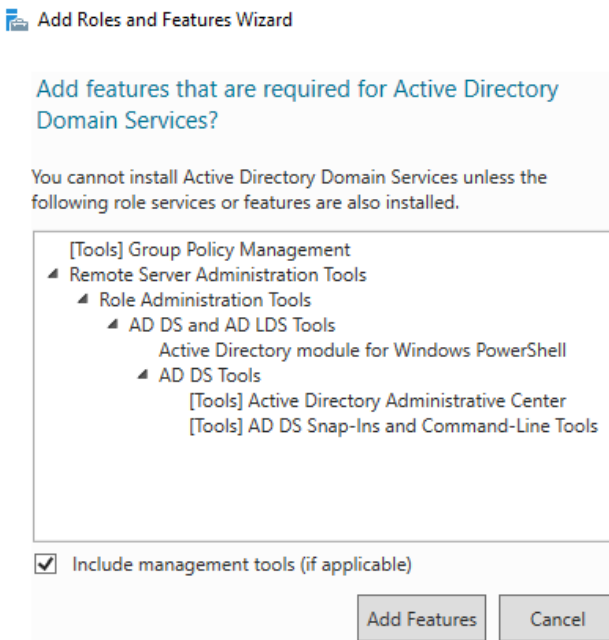 Add Roles and Features Wizard
Add features that are required for Active Directory
Domain Services?
You cannot install Active Directory Domain Services unless the
following role services or features are also installed.
[Tools] Group Policy Management
Remote Server Administration Tools
Role Administration Tools
AD DS and AD LDS Tools
Active Directory module for Windows PowerShell
AD DS Tools
[Tools] Active Directory Administrative Center
[Tools] AD DS Snap-Ins and Command-Line Tools
Include management tools (if applicable)
Add Features Cancel